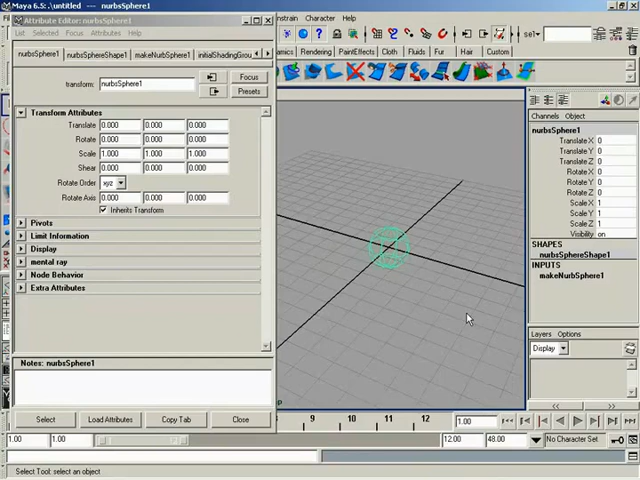 Maya 6.5: .\untitled --- nurbsSphere1
Attribute Editor: nurbsSphere1
List Selected Focus Attributes Help
nstrain Character
sel
nurbsSphere1 nurbsSphereShape1 makeNurbSphere1 initialShadingGrou
mics Rendering PaintEffects Cloth Fluids Fur Hair Custom
transform: nurbsSphere1
Focus
Presets
Transform Attributes
Translate 0.000 0.000 0.000
Rotate 0.000 0.000 0.000
Scale 1.000 1.000 1.000
Shear 0.000 0.000 0.000
Rotate Order xyz
Rotate Axis 0.000 0.000 0.000
Inherits Transform
Pivots
Limit Information
Display
mental ray
Node Behavior
Extra Attributes
Notes: nurbsSphere1
Select Load Attributes Copy Tab Close
Channels Object
nurbsSphere1
Translate X 0
Translate Y 0
Translate Z 0
Rotate X 0
Rotate Y 0
Rotate Z 0
Scale X 1
Scale Y 1
Scale Z 1
Visibility on
SHAPES
nurbsSphereShape1
INPUTS
makeNurbSphere1
Layers Options
Display
p
8 9 10 11 12
1.00
1.00 1.00 12.00 48.00 No Character Set
Select Tool: select an object